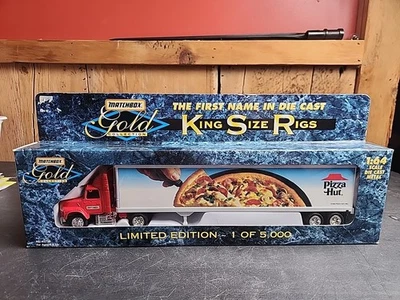 MATCHBOX
Gold
COLLECTION
THE FIRST NAME IN DIE CAST
KING SIZE RIGS
MATCHBOX
Gold
COLLECTION
1:64
SCALE
DIE CAST
METAL
Pizza
Hut
LIMITED EDITION - 1 OF 5,000